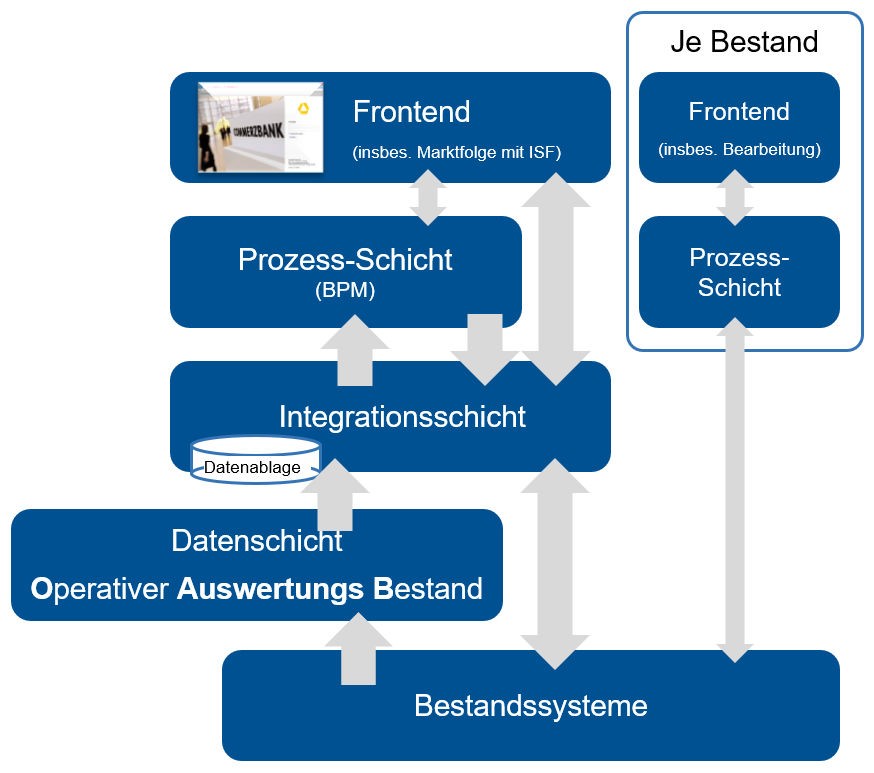 Je Bestand
Frontend
(insbes. Marktfolge mit ISF)
COMMERZBANK
Frontend
(insbes. Bearbeitung)
Prozess-Schicht
(BPM)
Prozess-
Schicht
Integrationsschicht
Datenablage
Datenschicht
Operativer Auswertungs Bestand
Bestandssysteme